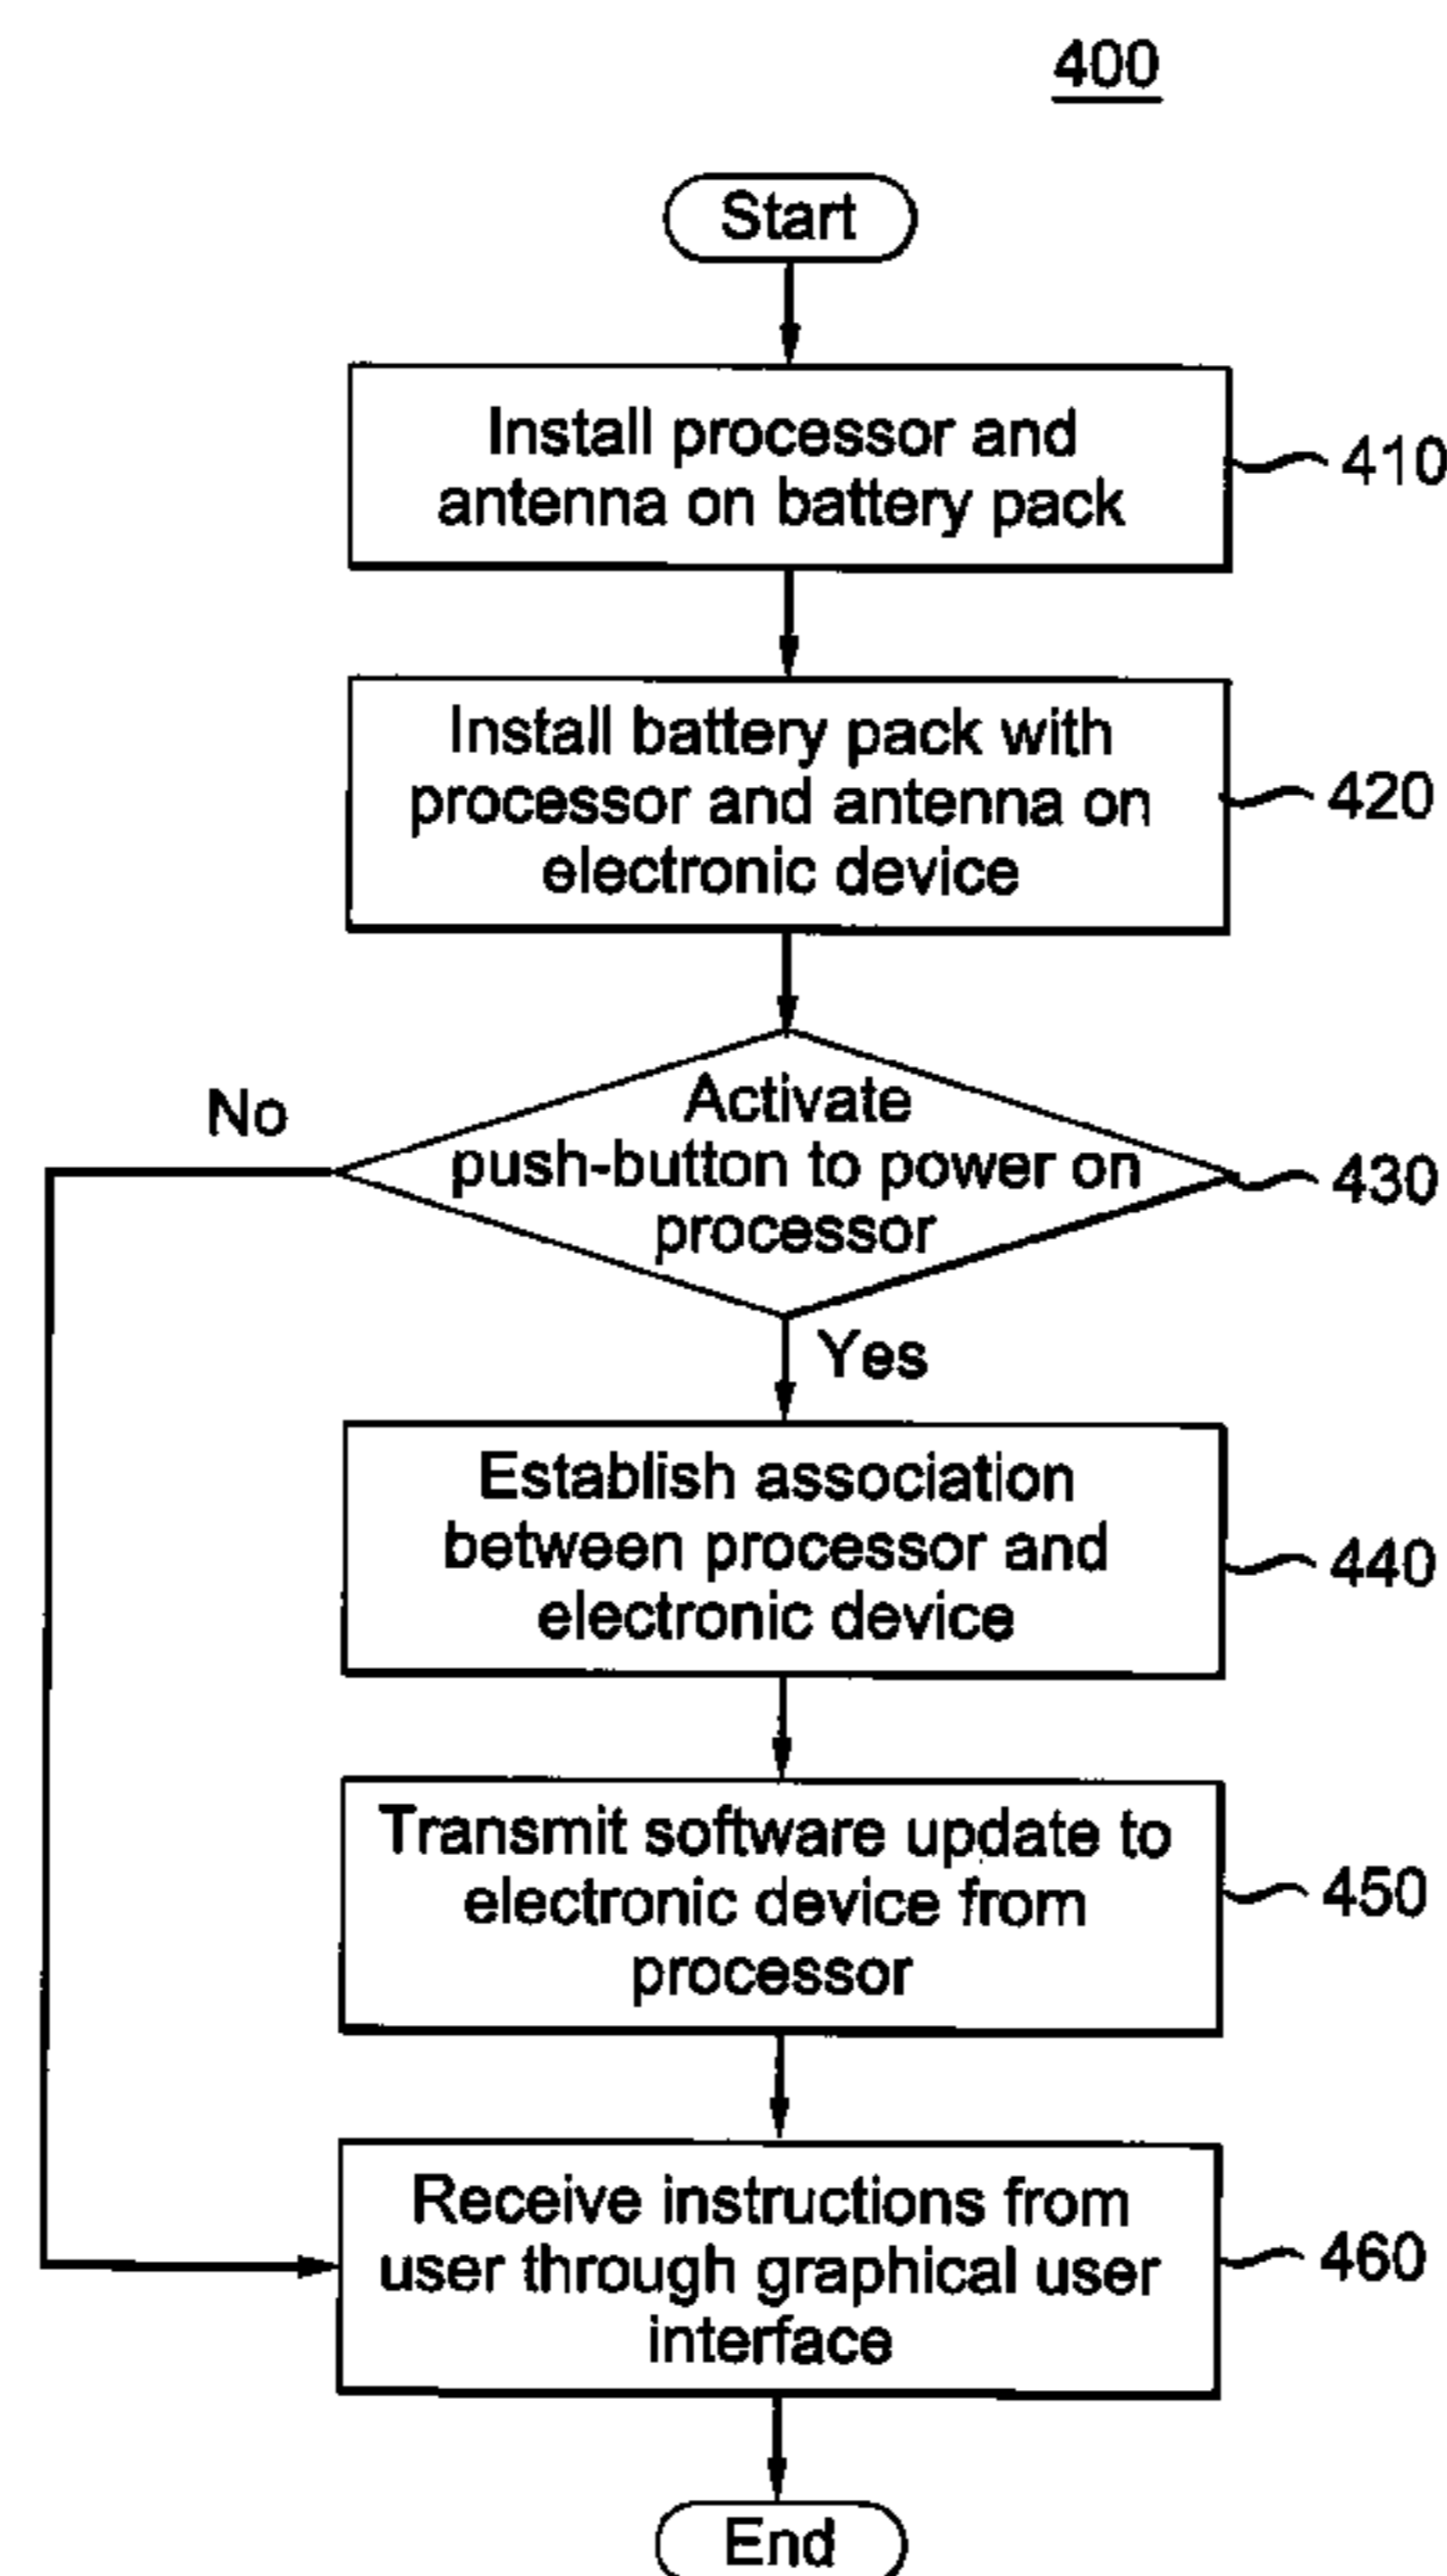 400
Start
Install processor and
antenna on battery pack
410
Install battery pack with
processor and antenna on
electronic device
420
No
Activate
push-button to power on
processor
430
Yes
Establish association
between processor and
electronic device
440
Transmit software update to
electronic device from
processor
450
Receive instructions from
user through graphical user
interface
460
End